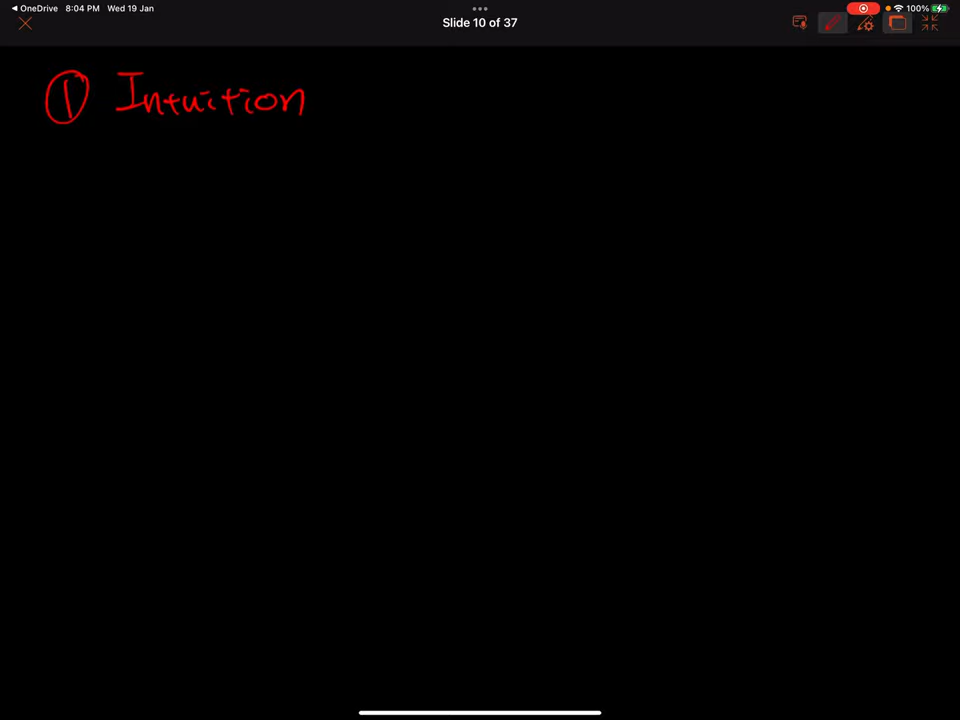 ◄ OneDrive 8:04 PM Wed 19 Jan 100%
Slide 10 of 37
① Intuition